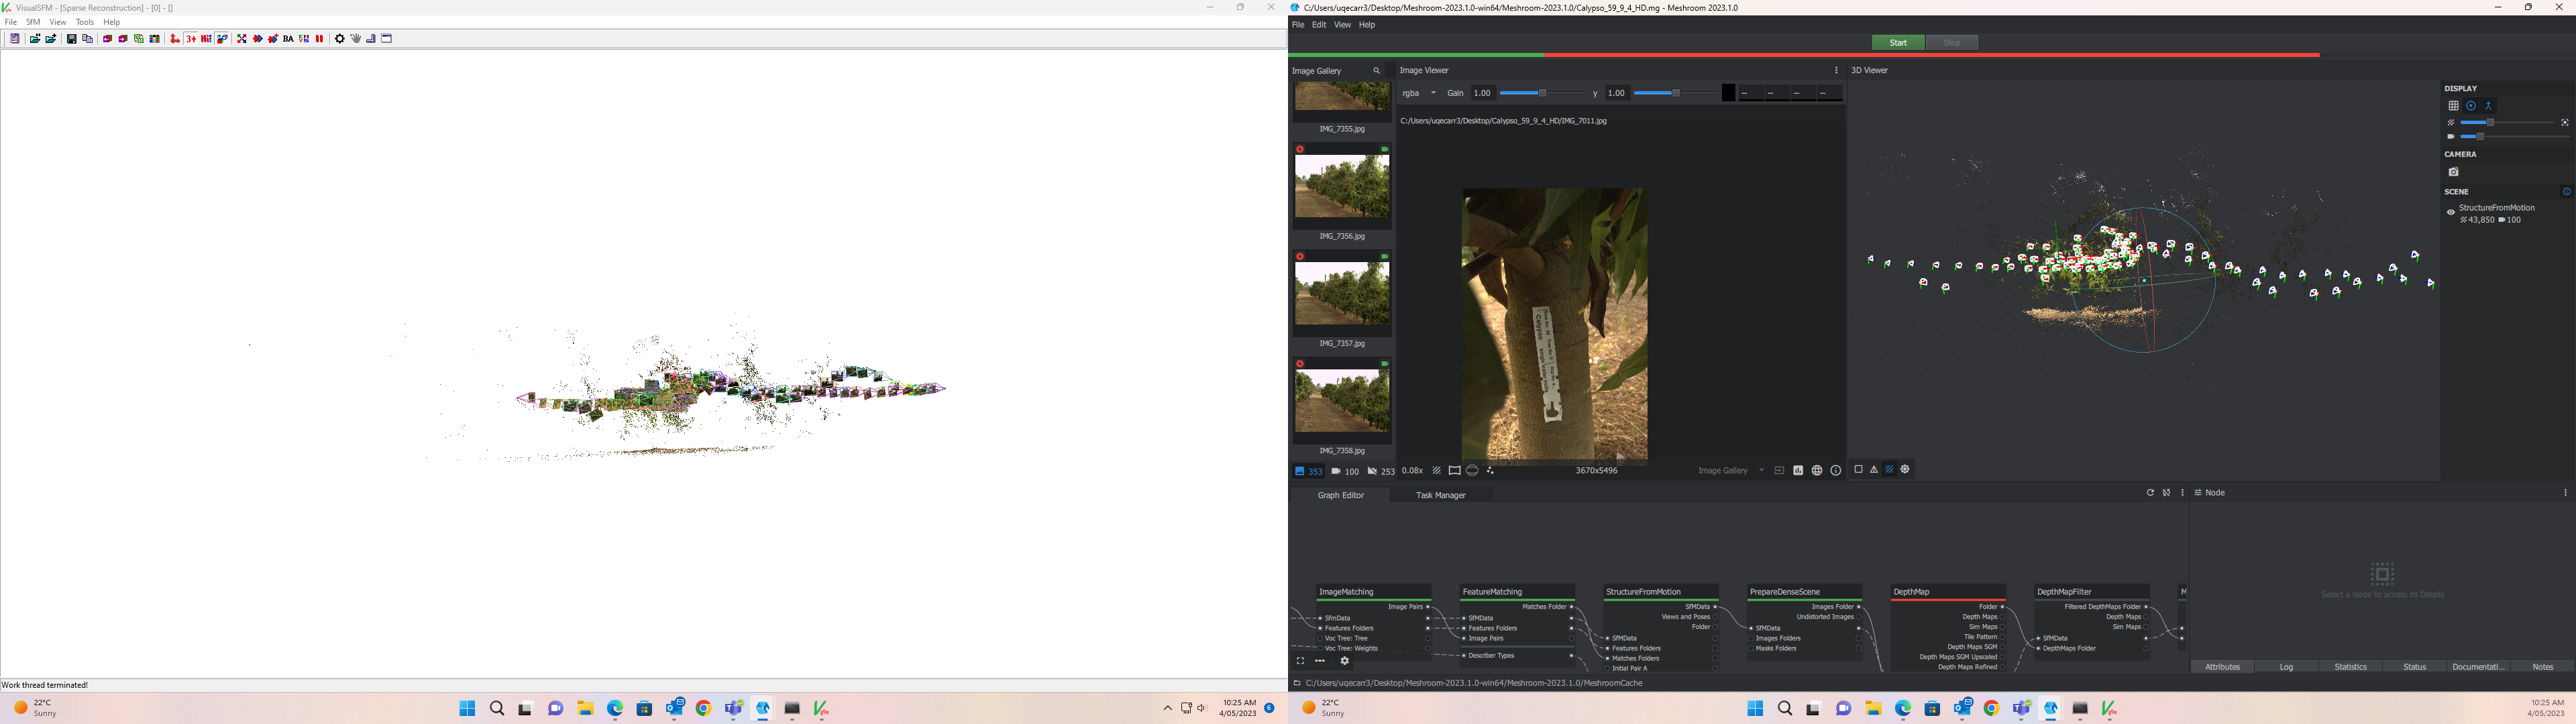 VisualSFM - [Sparse Reconstruction] - [0] - []
File SfM View Tools Help
BA
Work thread terminated!
22°C
Sunny
10:25 AM
4/05/2023
6
C:/Users/uqecarr3/Desktop/Meshroom-2023.1.0-win64/Meshroom-2023.1.0/Calypso_59_9_4_HD.mg - Meshroom 2023.1.0
File Edit View Help
Start Stop
Image Gallery
IMG_7355.jpg
IMG_7356.jpg
IMG_7357.jpg
IMG_7358.jpg
353 100 253
Image Viewer
rgba Gain 1.00 γ 1.00 -- -- -- --
C:/Users/uqecarr3/Desktop/Calypso_59_9_4_HD/IMG_7011.jpg
Calypso
0.08x 3670x5496 Image Gallery
3D Viewer
DISPLAY
CAMERA
SCENE
StructureFromMotion
43,850 100
Graph Editor Task Manager
ImageMatching
Image Pairs
SfmData
Features Folders
Voc Tree: Tree
Voc Tree: Weights
FeatureMatching
Matches Folder
SfMData
Features Folders
Image Pairs
Describer Types
StructureFromMotion
SfMData
Views and Poses
Folder
SfMData
Features Folders
Matches Folders
Initial Pair A
PrepareDenseScene
Images Folder
Undistorted Images
SfMData
Images Folders
Masks Folders
DepthMap
Folder
Depth Maps
Sim Maps
Tile Pattern
Depth Maps SGM
Depth Maps SGM Upscaled
Depth Maps Refined
DepthMapFilter
Filtered DepthMaps Folder
Depth Maps
Sim Maps
SfMData
DepthMaps Folder
M
Node
Select a Node to access its Details
Attributes Log Statistics Status Documentati... Notes
C:/Users/uqecarr3/Desktop/Meshroom-2023.1.0-win64/Meshroom-2023.1.0/MeshroomCache
22°C
Sunny
10:25 AM
4/05/2023